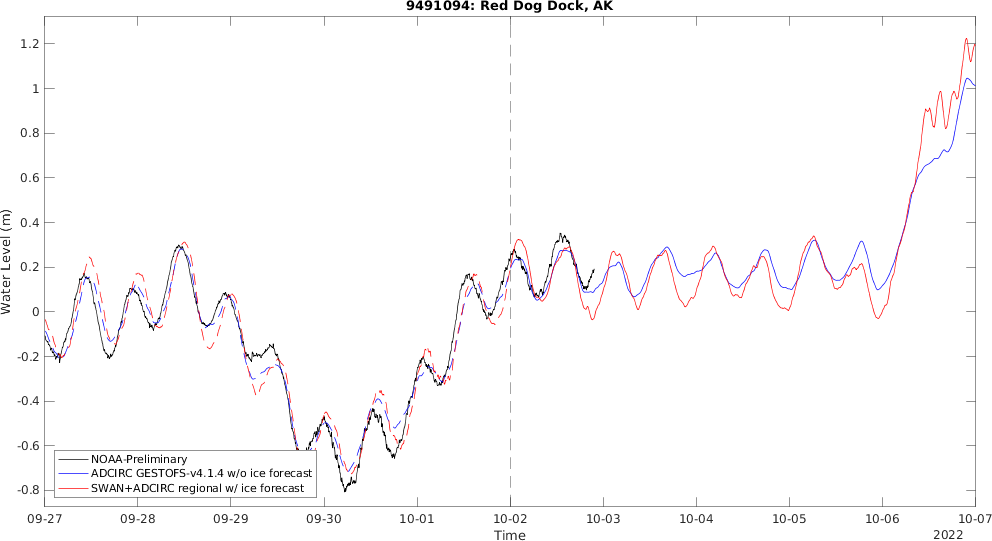 9491094: Red Dog Dock, AK
Water Level (m)
1.2
1
0.8
0.6
0.4
0.2
0
-0.2
-0.4
-0.6
-0.8
NOAA-Preliminary
ADCIRC GESTOFS-v4.1.4 w/o ice forecast
SWAN+ADCIRC regional w/ ice forecast
09-27 09-28 09-29 09-30 10-01 10-02 10-03 10-04 10-05 10-06 10-07
Time
2022